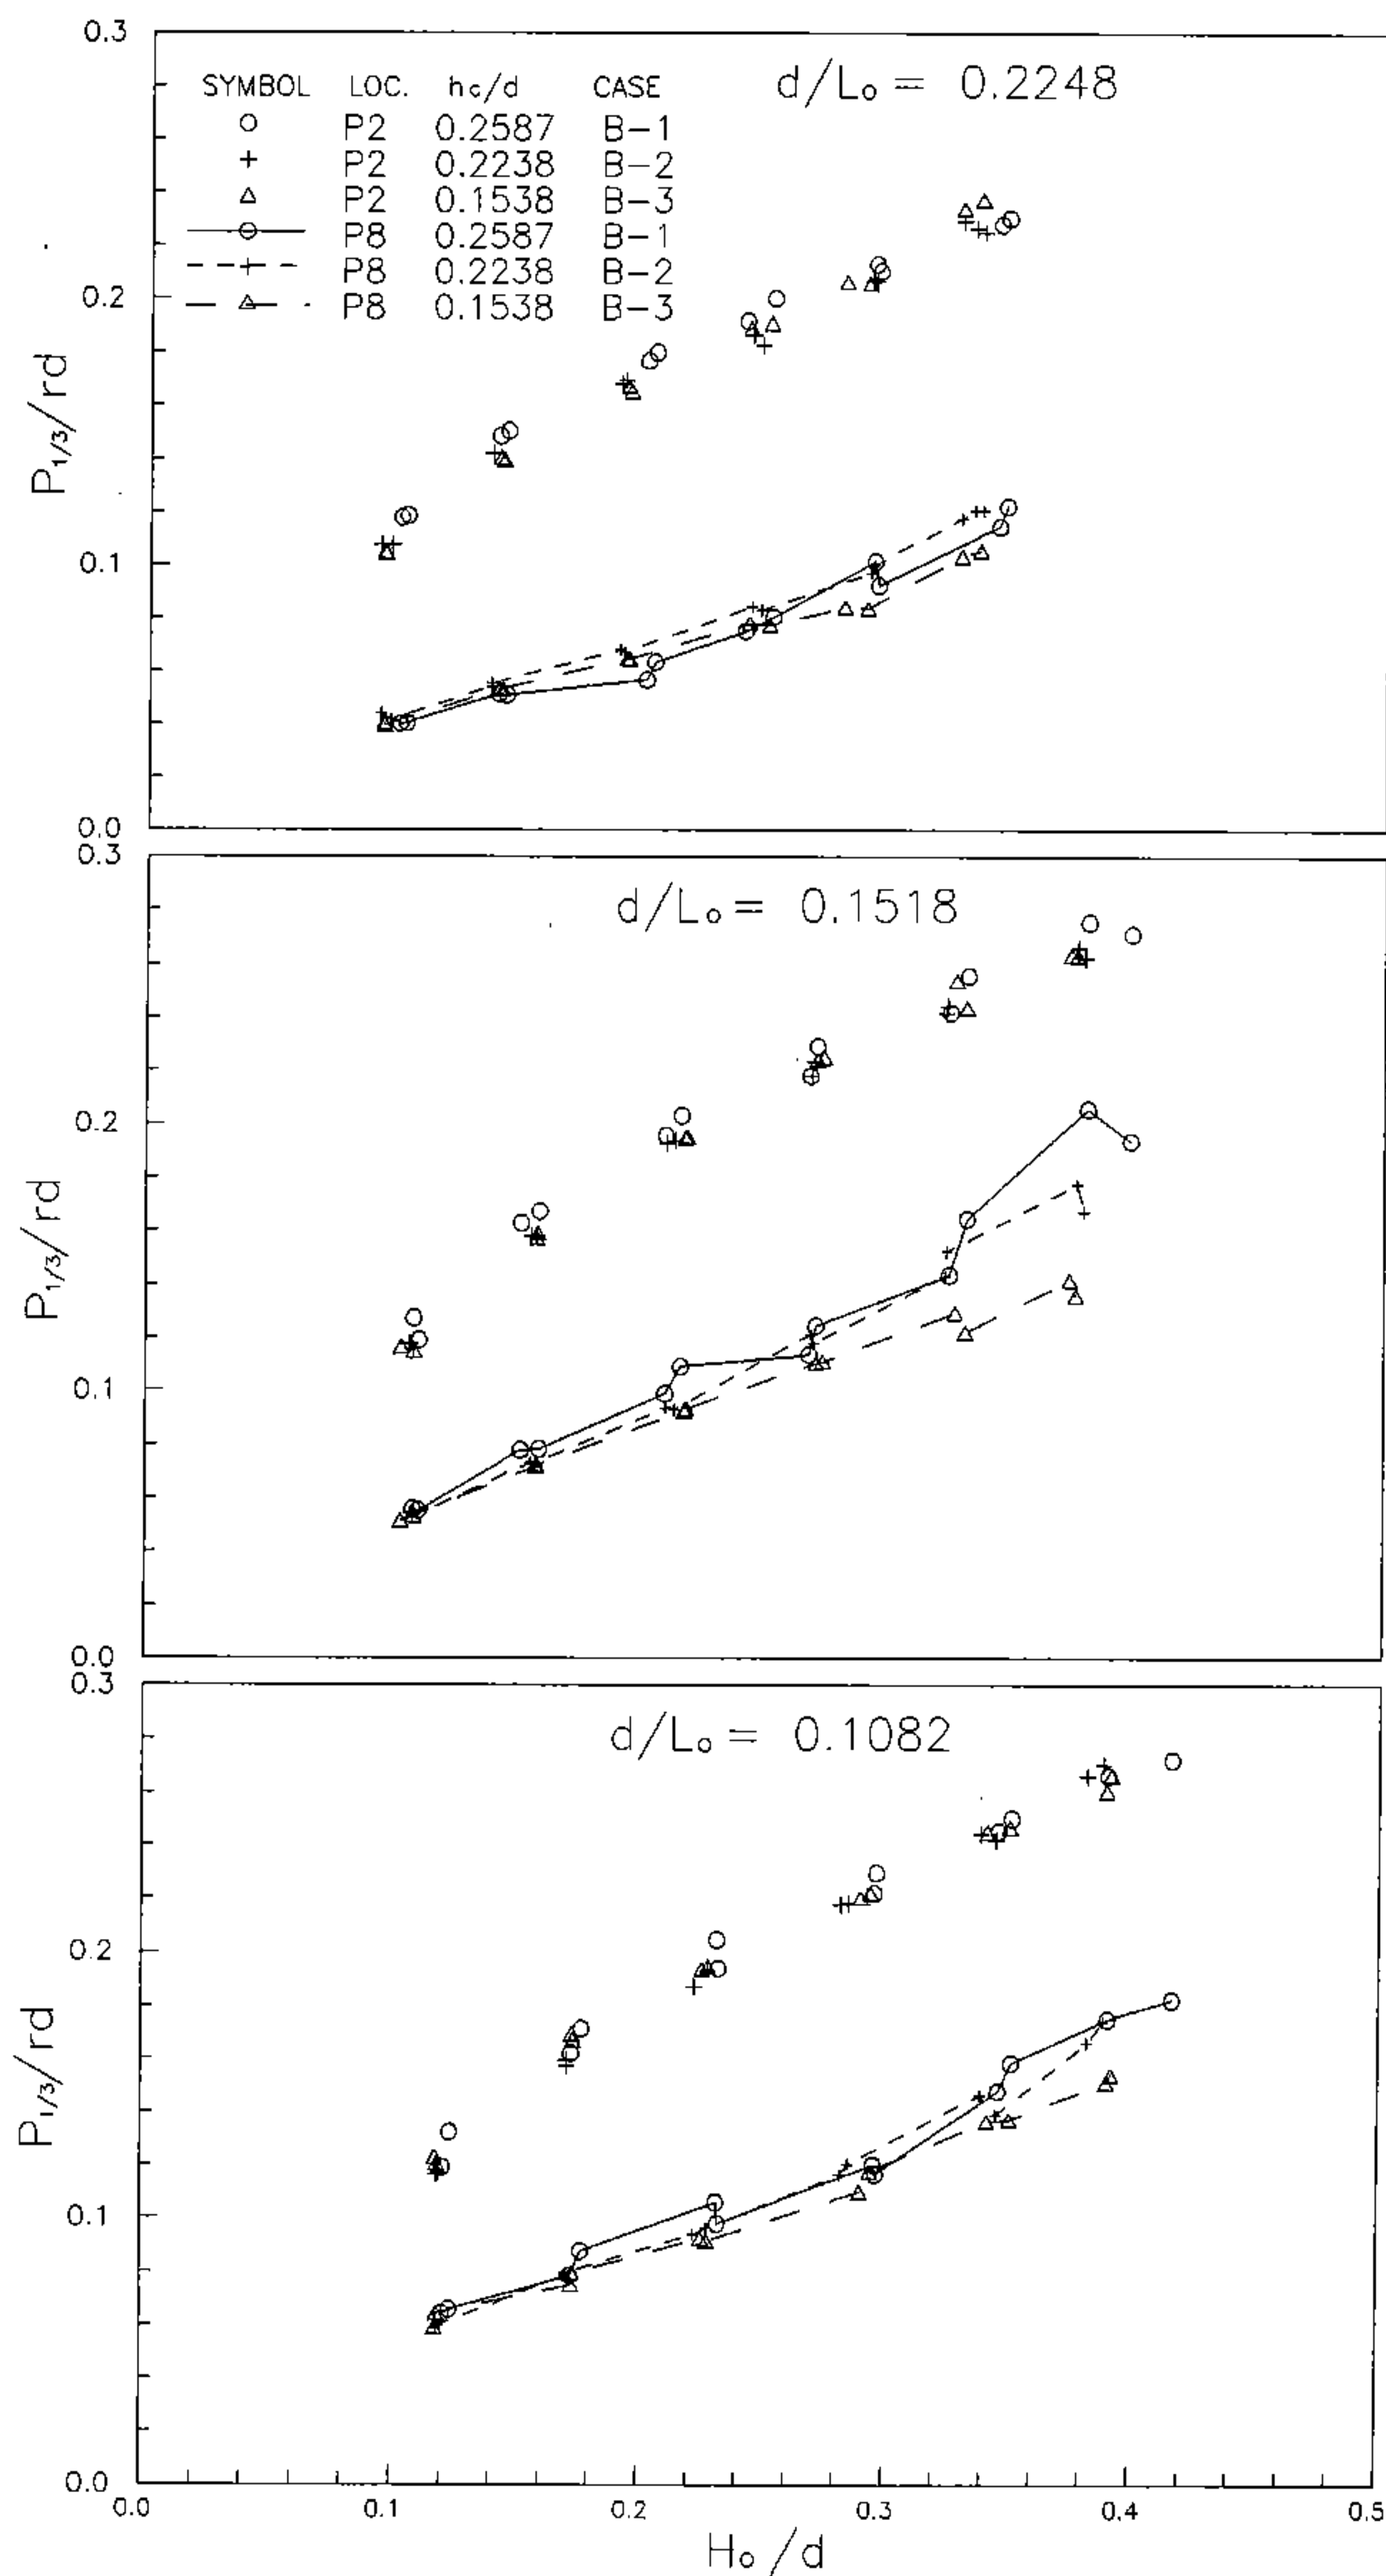 0.3
SYMBOL LOC. hc/d CASE
d/Lo = 0.2248
O P2 0.2587 B-1
+ P2 0.2238 B-2
△ P2 0.1538 B-3
O P8 0.2587 B-1
+ P8 0.2238 B-2
△ P8 0.1538 B-3
0.2
P1/3/rd
0.1
0.0
0.3
d/Lo = 0.1518
0.2
P1/3/rd
0.1
0.0
0.3
d/Lo = 0.1082
0.2
P1/3/rd
0.1
0.0
0.0 0.1 0.2 0.3 0.4 0.5
Ho/d